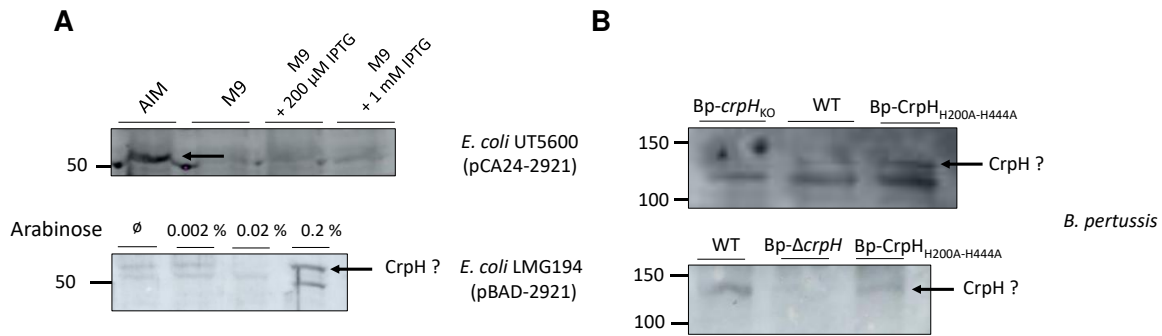 A
AIM
M9
M9
+ 200 µM IPTG
M9
+ 1 mM IPTG
50
E. coli UT5600
(pCA24-2921)
Arabinose
ø
0.002 %
0.02 %
0.2 %
50
CrpH ?
E. coli LMG194
(pBAD-2921)
B
Bp-crpHKO
WT
Bp-CrpHH200A-H444A
150
100
CrpH ?
B. pertussis
WT
Bp-ΔcrpH
Bp-CrpHH200A-H444A
150
100
CrpH ?